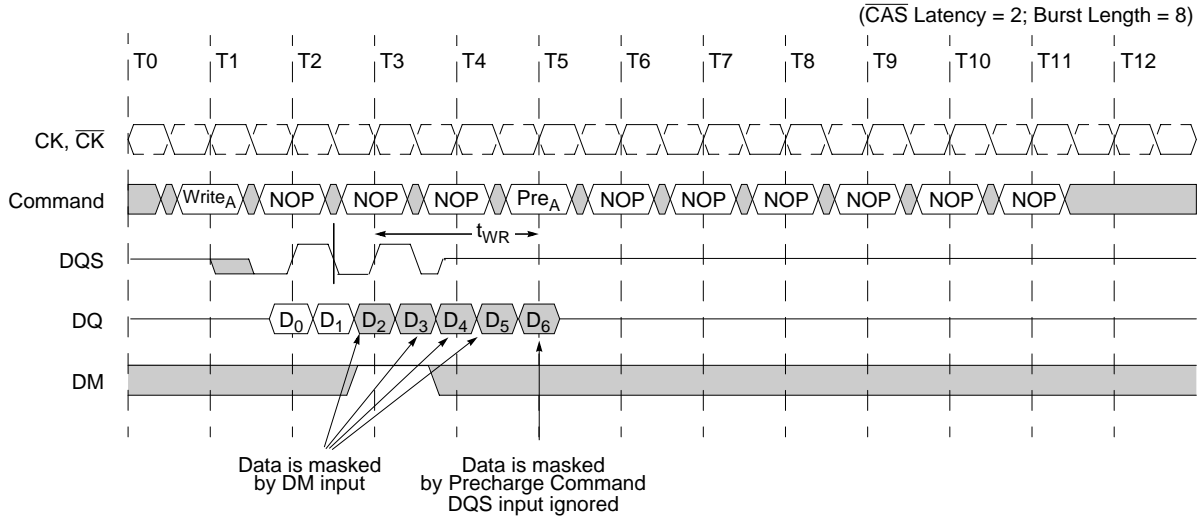 (CAS Latency = 2; Burst Length = 8)
T0 T1 T2 T3 T4 T5 T6 T7 T8 T9 T10 T11 T12
CK, CK
Command WriteA NOP NOP NOP PreA NOP NOP NOP NOP NOP NOP
tWR
DQS
DQ D0 D1 D2 D3 D4 D5 D6
DM
Data is masked
by DM input
Data is masked
by Precharge Command
DQS input ignored